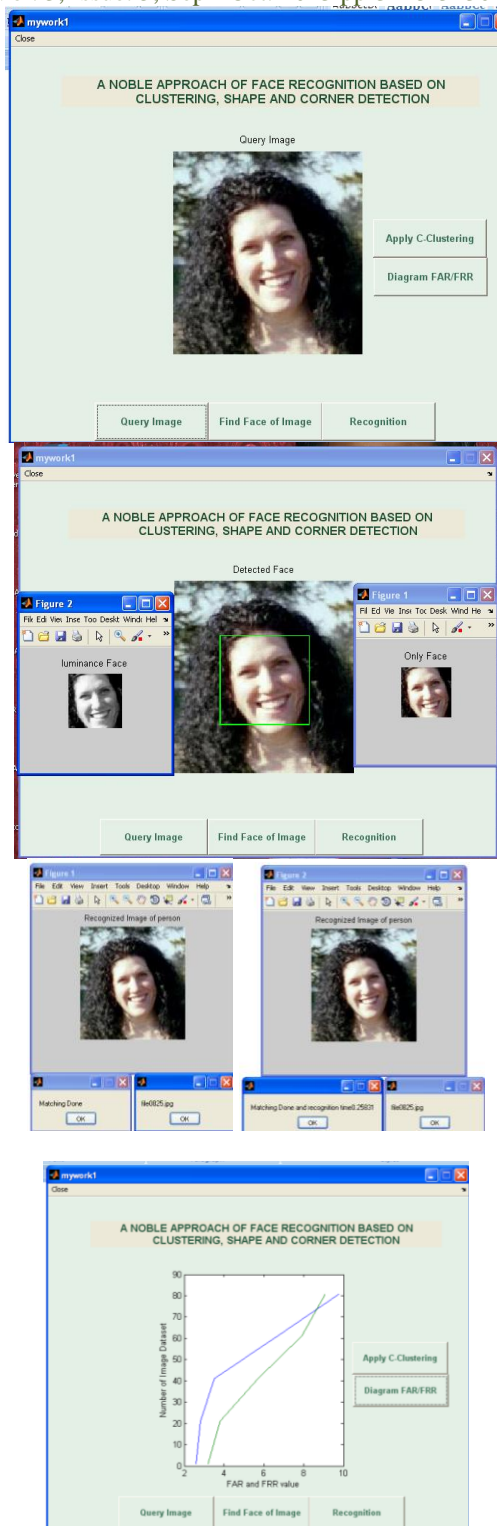 mywork1
Close
A NOBLE APPROACH OF FACE RECOGNITION BASED ON
CLUSTERING, SHAPE AND CORNER DETECTION
Query Image
Apply C-Clustering
Diagram FAR/FRR
Query Image Find Face of Image Recognition
mywork1
Close
A NOBLE APPROACH OF FACE RECOGNITION BASED ON
CLUSTERING, SHAPE AND CORNER DETECTION
Detected Face
Figure 2
luminance Face
Figure 1
Only Face
Query Image Find Face of Image Recognition
Figure 1
File Edit View Insert Tools Desktop Window Help
Recognized Image of person
Matching Done
OK
file0825.jpg
OK
Figure 2
File Edit View Insert Tools Desktop Window Help
Recognized Image of person
Matching Done and recognition time0.25831
OK
file0825.jpg
OK
mywork1
Close
A NOBLE APPROACH OF FACE RECOGNITION BASED ON
CLUSTERING, SHAPE AND CORNER DETECTION
90
80
70
60
50
40
30
20
10
0
Number of Image Dataset
2 4 6 8 10
FAR and FRR value
Apply C-Clustering
Diagram FAR/FRR
Query Image Find Face of Image Recognition